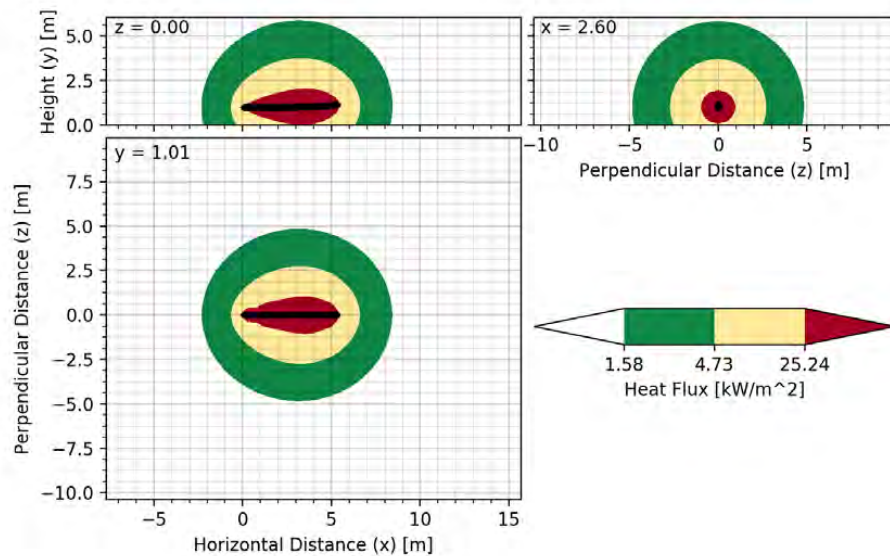 Height (y) [m]
5.0
2.5
0.0
z = 0.00
x = 2.60
−10
−5
0
5
Perpendicular Distance (z) [m]
Perpendicular Distance (z) [m]
7.5
5.0
2.5
0.0
−2.5
−5.0
−7.5
−10.0
y = 1.01
−5
0
5
10
15
Horizontal Distance (x) [m]
1.58
4.73
25.24
Heat Flux [kW/m^2]